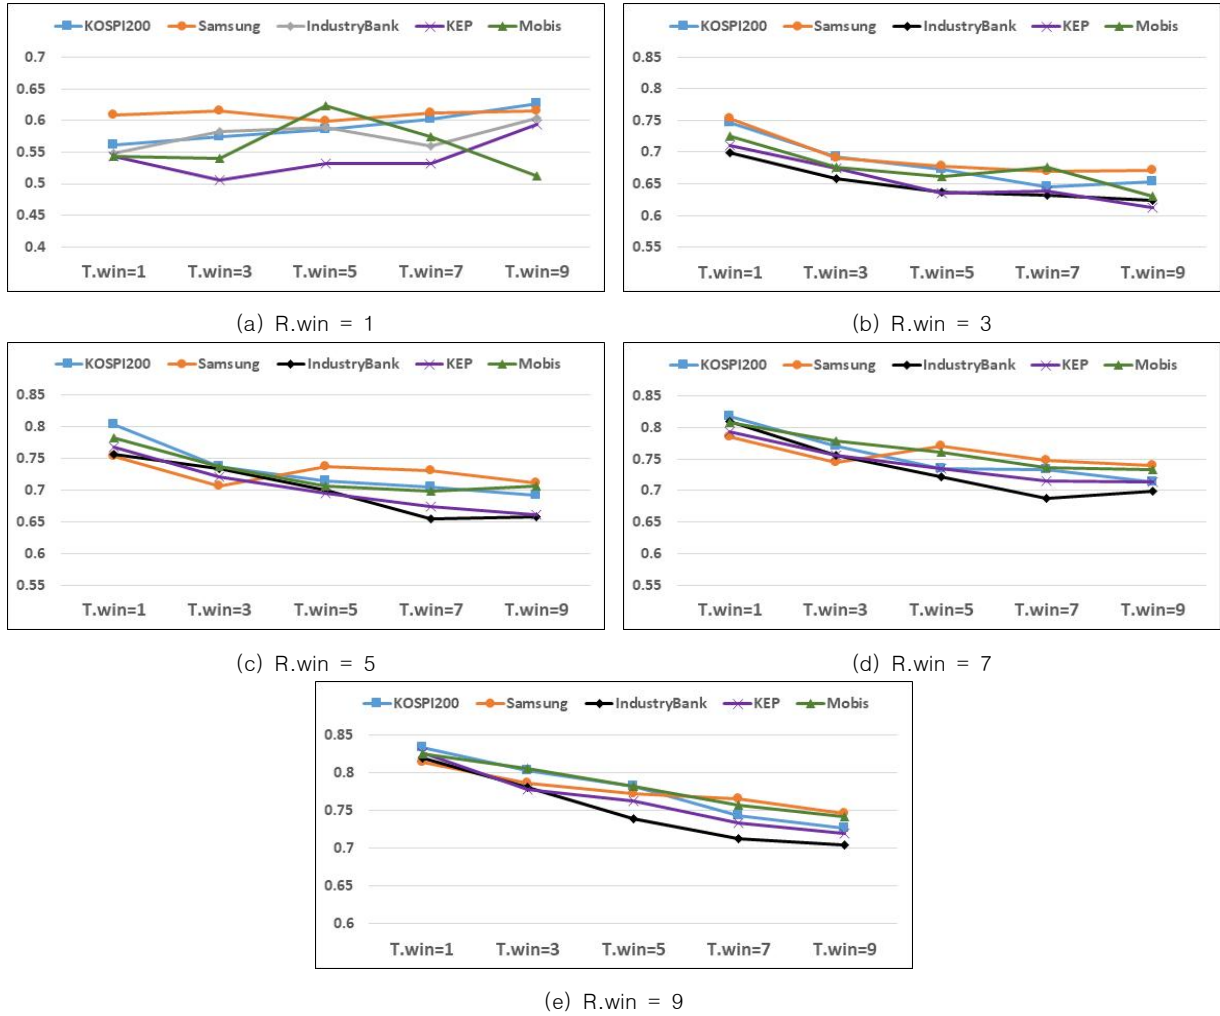 KOSPI200 Samsung IndustryBank KEP Mobis
0.7
0.65
0.6
0.55
0.5
0.45
0.4
T.win=1 T.win=3 T.win=5 T.win=7 T.win=9
(a) R.win = 1
KOSPI200 Samsung IndustryBank KEP Mobis
0.85
0.8
0.75
0.7
0.65
0.6
0.55
T.win=1 T.win=3 T.win=5 T.win=7 T.win=9
(b) R.win = 3
KOSPI200 Samsung IndustryBank KEP Mobis
0.85
0.8
0.75
0.7
0.65
0.6
0.55
T.win=1 T.win=3 T.win=5 T.win=7 T.win=9
(c) R.win = 5
KOSPI200 Samsung IndustryBank KEP Mobis
0.85
0.8
0.75
0.7
0.65
0.6
0.55
T.win=1 T.win=3 T.win=5 T.win=7 T.win=9
(d) R.win = 7
KOSPI200 Samsung IndustryBank KEP Mobis
0.85
0.8
0.75
0.7
0.65
0.6
T.win=1 T.win=3 T.win=5 T.win=7 T.win=9
(e) R.win = 9